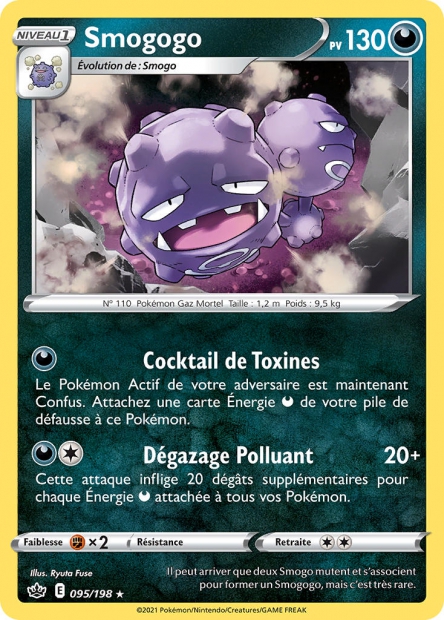 NIVEAU 1
Smogogo
PV 130
Évolution de : Smogo
N° 110 Pokémon Gaz Mortel Taille : 1,2 m Poids : 9,5 kg
Cocktail de Toxines
Le Pokémon Actif de votre adversaire est maintenant
Confus. Attachez une carte Énergie de votre pile de
défausse à ce Pokémon.
Dégazage Polluant 20+
Cette attaque inflige 20 dégâts supplémentaires pour
chaque Énergie attachée à tous vos Pokémon.
Faiblesse ×2 Résistance Retraite
Illus. Ryuta Fuse
Il peut arriver que deux Smogo mutent et s'associent
pour former un Smogogo, mais c'est très rare.
E 095/198 ★
©2021 Pokémon/Nintendo/Creatures/GAME FREAK